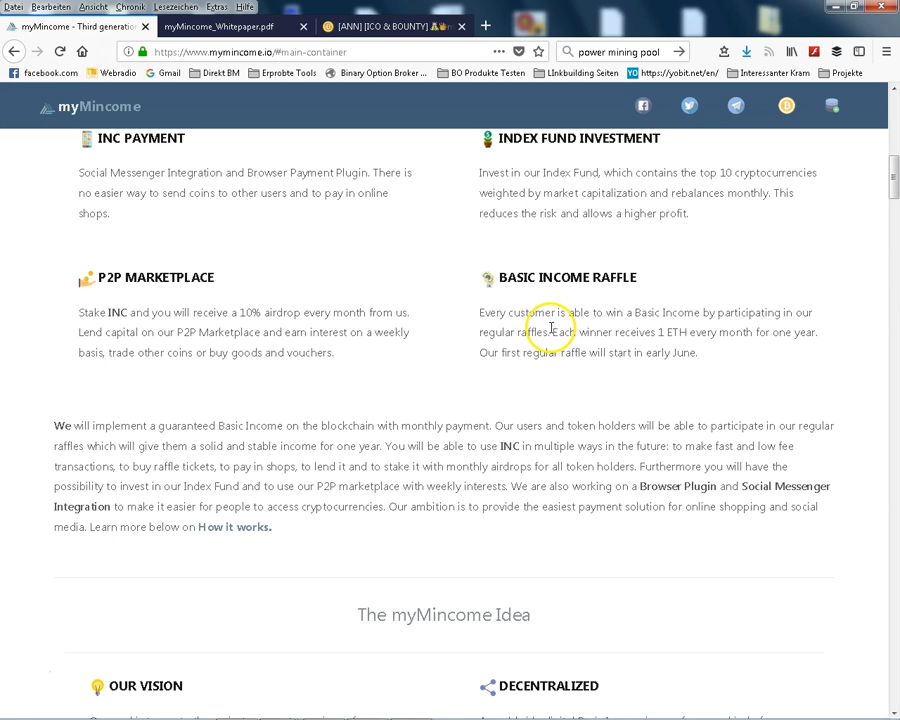 Datei Bearbeiten Ansicht Chronik Lesezeichen Extras Hilfe
myMincome - Third generation
myMincome_Whitepaper.pdf
[ANN] [ICO & BOUNTY]
https://www.mymincome.io/#main-container
power mining pool
facebook.com Webradio Gmail Direkt BM Erprobte Tools Binary Option Broker ... BO Produkte Testen LInkbuilding Seiten YO https://yobit.net/en/ Interessanter Kram Projekte
myMincome
INC PAYMENT
Social Messenger Integration and Browser Payment Plugin. There is
no easier way to send coins to other users and to pay in online
shops.
INDEX FUND INVESTMENT
Invest in our Index Fund, which contains the top 10 cryptocurrencies
weighted by market capitalization and rebalances monthly. This
reduces the risk and allows a higher profit.
P2P MARKETPLACE
Stake INC and you will receive a 10% airdrop every month from us.
Lend capital on our P2P Marketplace and earn interest on a weekly
basis, trade other coins or buy goods and vouchers.
BASIC INCOME RAFFLE
Every customer is able to win a Basic Income by participating in our
regular raffles. Each winner receives 1 ETH every month for one year.
Our first regular raffle will start in early June.
We will implement a guaranteed Basic Income on the blockchain with monthly payment. Our users and token holders will be able to participate in our regular
raffles which will give them a solid and stable income for one year. You will be able to use INC in multiple ways in the future: to make fast and low fee
transactions, to buy raffle tickets, to pay in shops, to lend it and to stake it with monthly airdrops for all token holders. Furthermore you will have the
possibility to invest in our Index Fund and to use our P2P marketplace with weekly interests. We are also working on a Browser Plugin and Social Messenger
Integration to make it easier for people to access cryptocurrencies. Our ambition is to provide the easiest payment solution for online shopping and social
media. Learn more below on How it works.
The myMincome Idea
OUR VISION
DECENTRALIZED